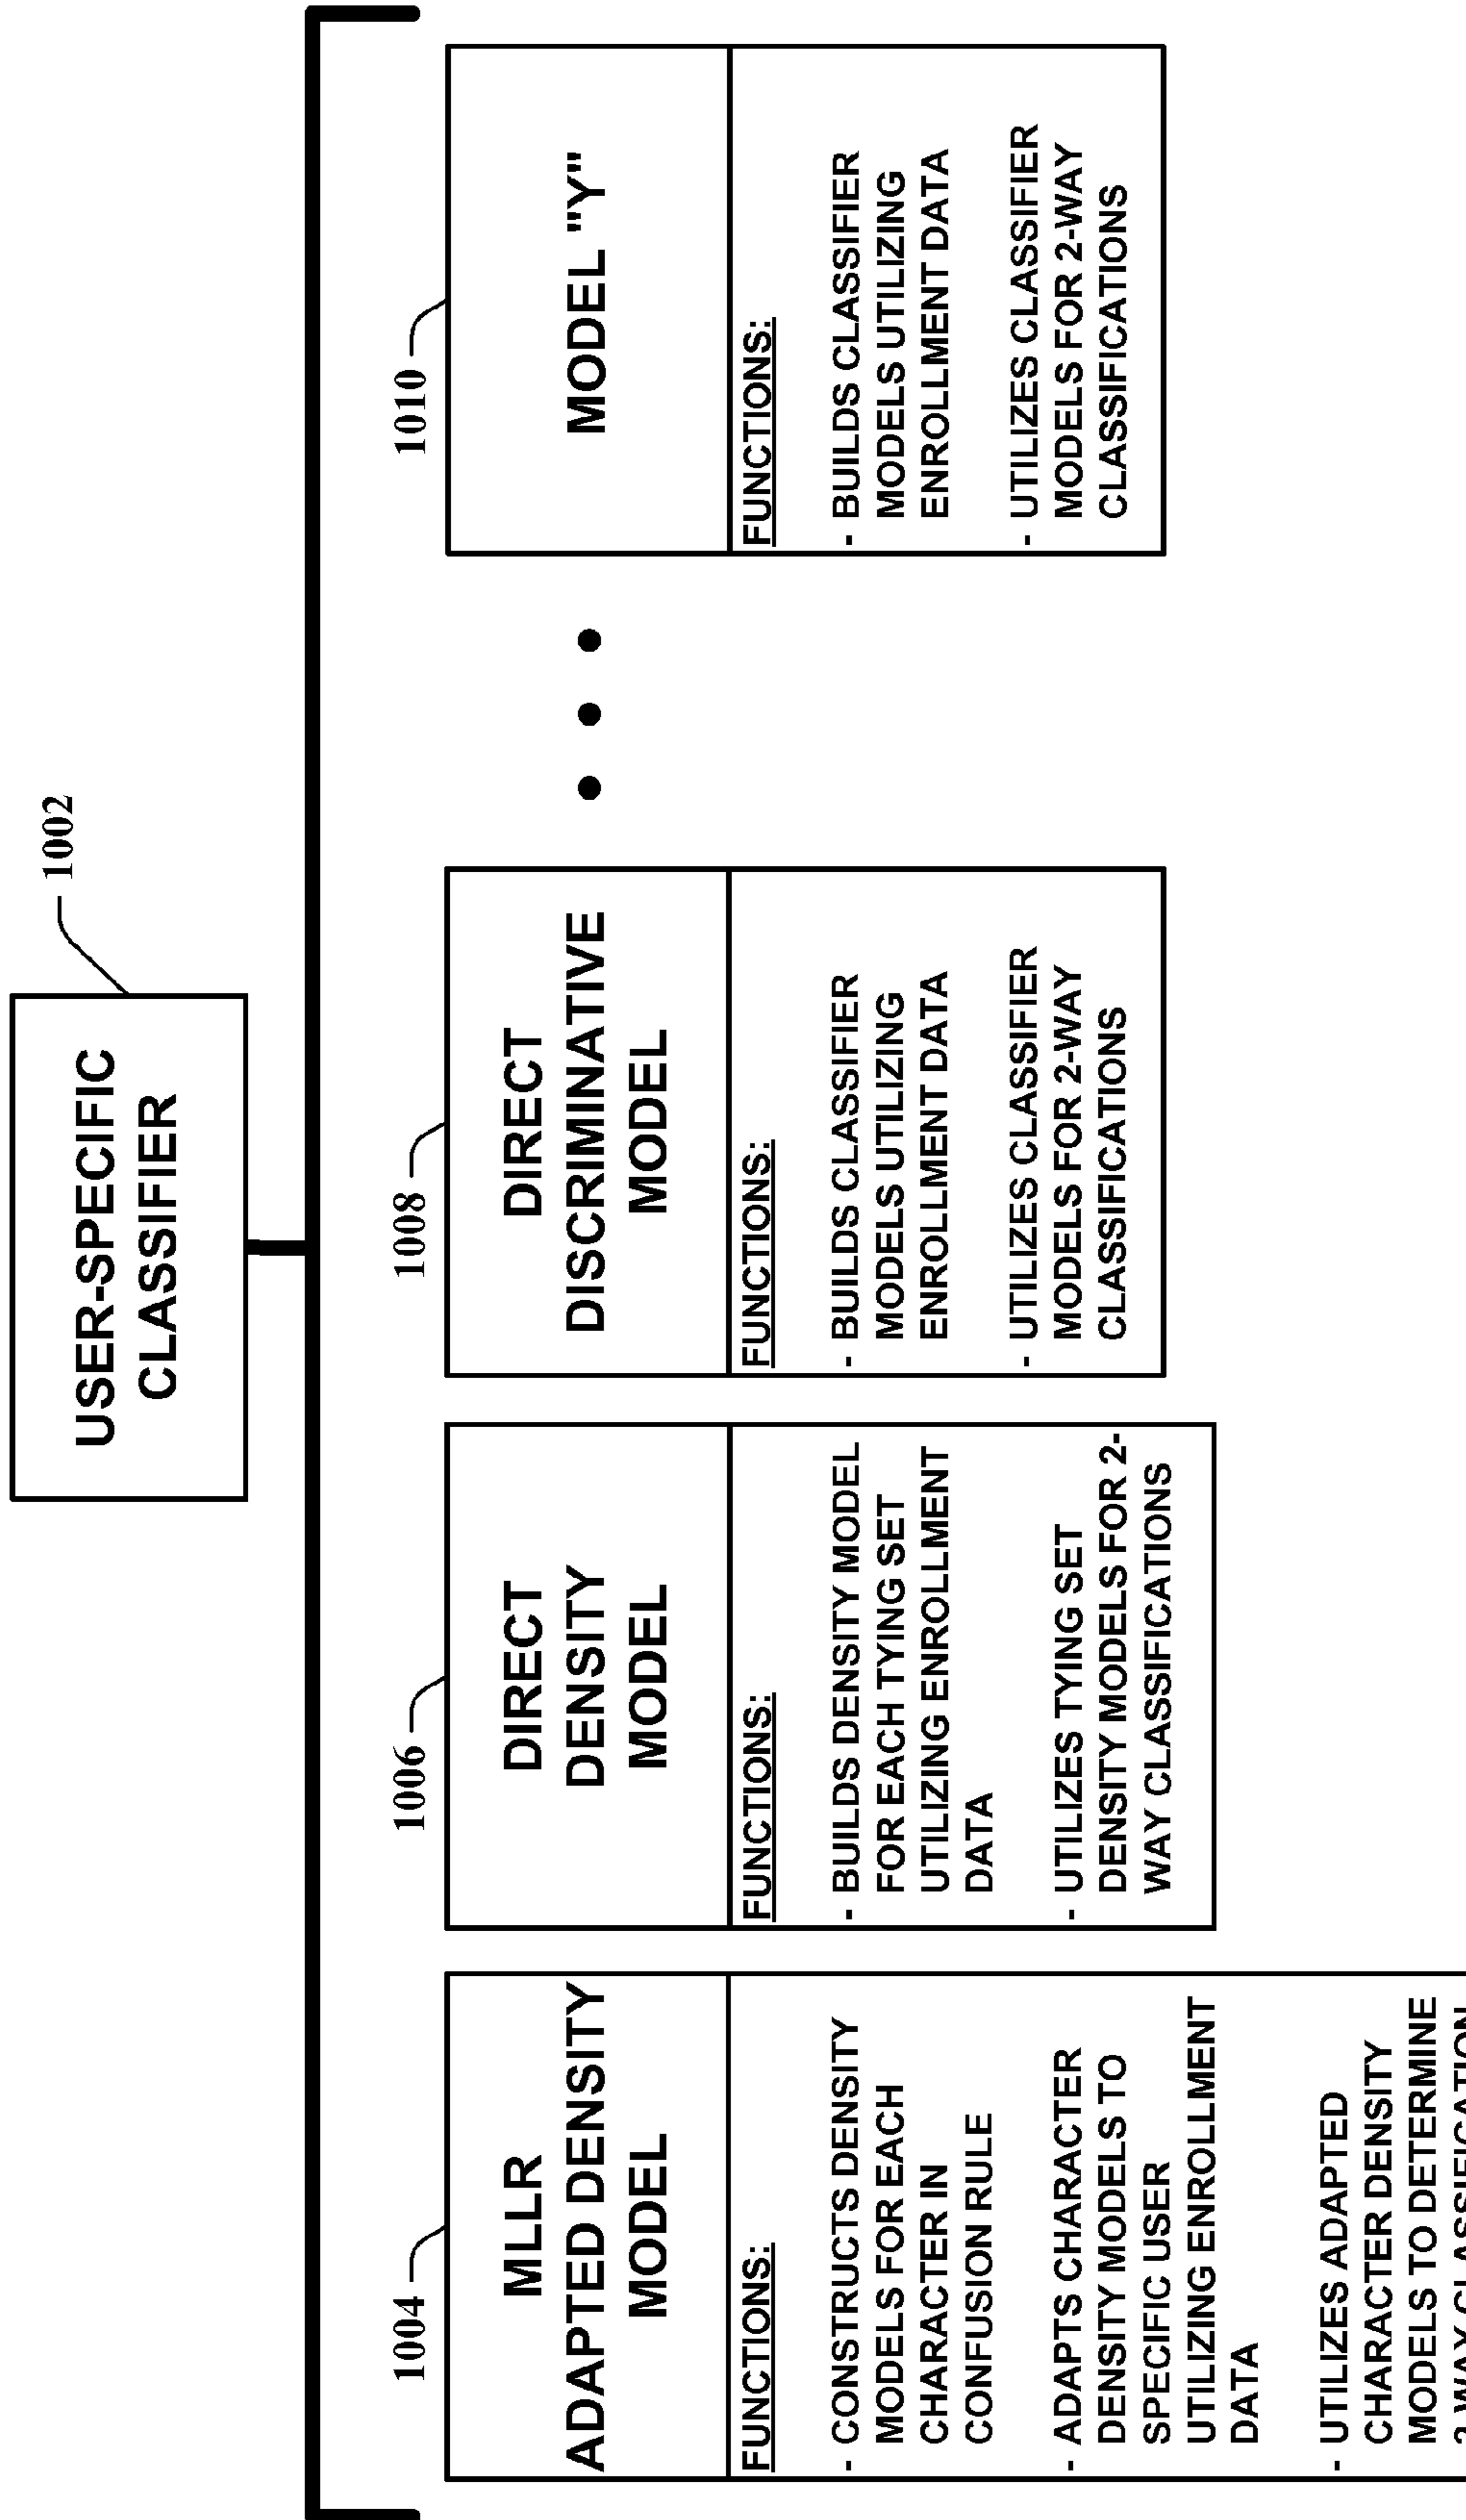 USER-SPECIFIC
CLASSIFIER
1002
1004
MLLR
ADAPTED DENSITY
MODEL
FUNCTIONS:
- CONSTRUCTS DENSITY
MODELS FOR EACH
CHARACTER IN
CONFUSION RULE
- ADAPTS CHARACTER
DENSITY MODELS TO
SPECIFIC USER
UTILIZING ENROLLMENT
DATA
- UTILIZES ADAPTED
CHARACTER DENSITY
MODELS TO DETERMINE
2-WAY CLASSIFICATION
1006
DIRECT
DENSITY
MODEL
FUNCTIONS:
- BUILDS DENSITY MODEL
FOR EACH TYING SET
UTILIZING ENROLLMENT
DATA
- UTILIZES TYING SET
DENSITY MODELS FOR 2-
WAY CLASSIFICATIONS
1008
DIRECT
DISCRIMINATIVE
MODEL
FUNCTIONS:
- BUILDS CLASSIFIER
MODELS UTILIZING
ENROLLMENT DATA
- UTILIZES CLASSIFIER
MODELS FOR 2-WAY
CLASSIFICATIONS
1010
MODEL "Y"
FUNCTIONS:
- BUILDS CLASSIFIER
MODELS UTILIZING
ENROLLMENT DATA
- UTILIZES CLASSIFIER
MODELS FOR 2-WAY
CLASSIFICATIONS